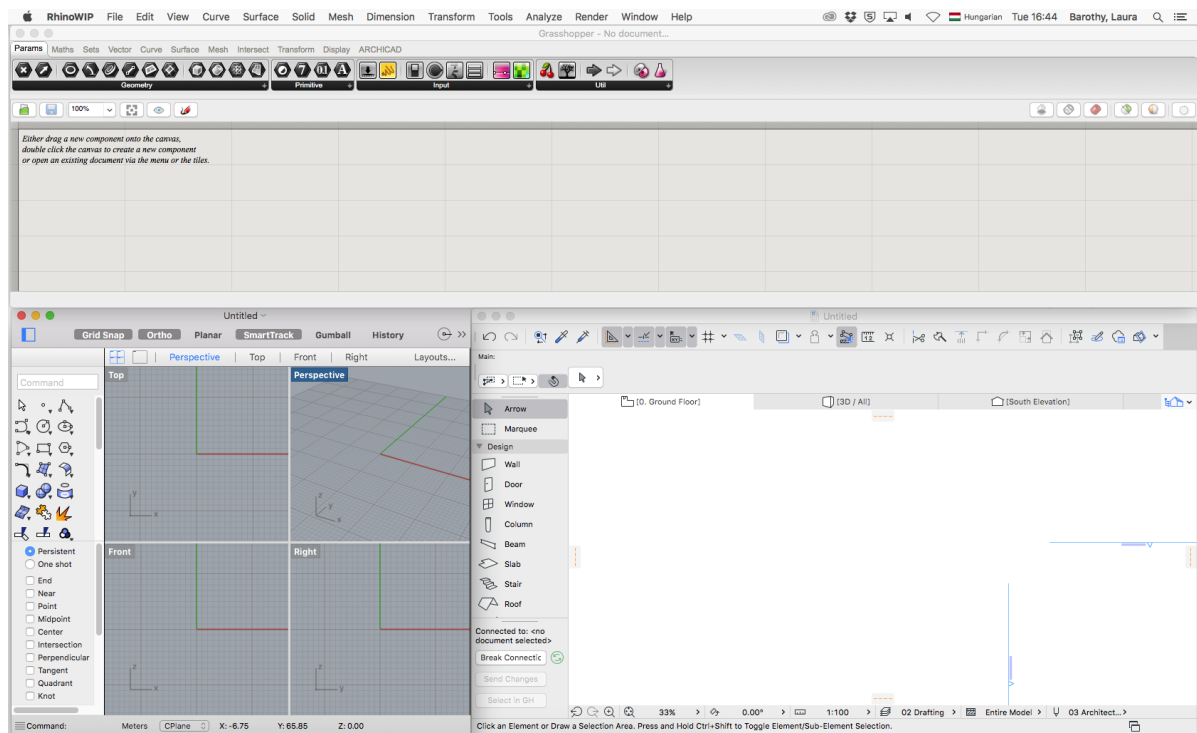 RhinoWIP File Edit View Curve Surface Solid Mesh Dimension Transform Tools Analyze Render Window Help Hungarian Tue 16:44 Barothy, Laura
Grasshopper - No document...
Params Maths Sets Vector Curve Surface Mesh Intersect Transform Display ARCHICAD
Geometry Primitive Input Util
100%
Either drag a new component onto the canvas,
double click the canvas to create a new component
or open an existing document via the menu or the tiles.
Untitled
Grid Snap Ortho Planar SmartTrack Gumball History
Perspective Top Front Right Layouts...
Command
Top
Perspective
y
x
z
y
x
Front
Right
z
x
z
y
Persistent
One shot
End
Near
Point
Midpoint
Center
Intersection
Perpendicular
Tangent
Quadrant
Knot
Command: Meters CPlane X: -6.75 Y: 65.85 Z: 0.00
Untitled
Main:
[0. Ground Floor] [3D / All] [South Elevation]
Arrow
Marquee
Design
Wall
Door
Window
Column
Beam
Slab
Stair
Roof
Connected to: <no
document selected>
Break Connectic
Send Changes
Select in GH
33% 0.00° 1:100 02 Drafting Entire Model 03 Architect...
Click an Element or Draw a Selection Area. Press and Hold Ctrl+Shift to Toggle Element/Sub-Element Selection.